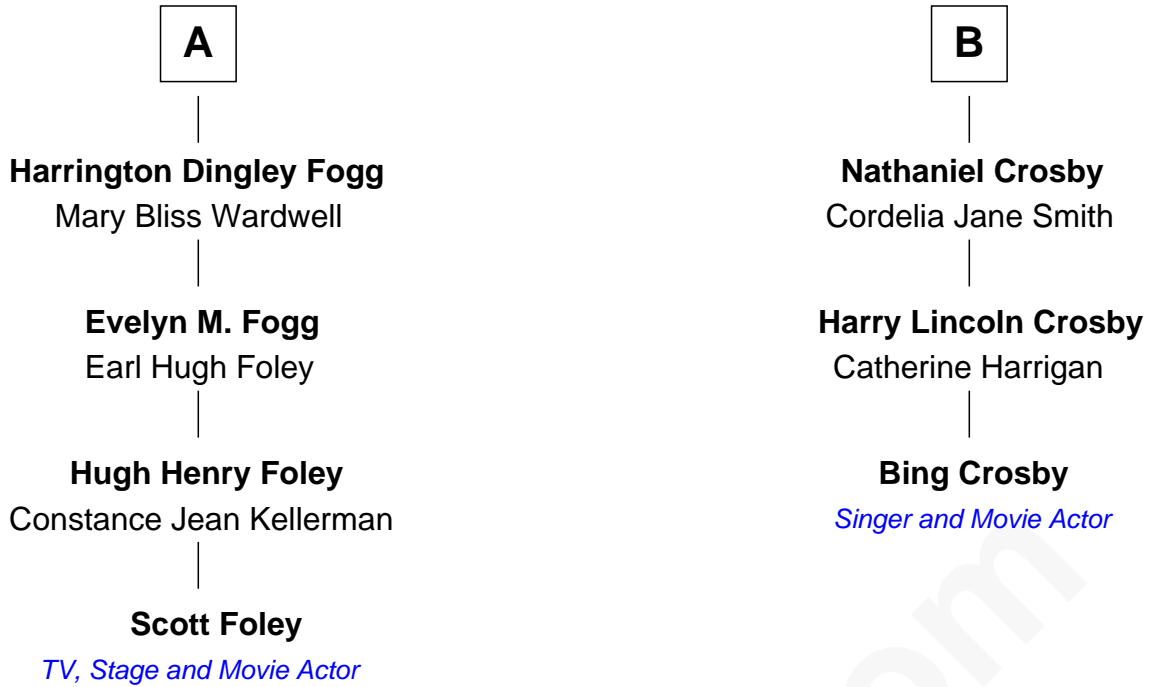 A
Harrington Dingley Fogg
Mary Bliss Wardwell
Evelyn M. Fogg
Earl Hugh Foley
Hugh Henry Foley
Constance Jean Kellerman
Scott Foley
TV, Stage and Movie Actor
B
Nathaniel Crosby
Cordelia Jane Smith
Harry Lincoln Crosby
Catherine Harrigan
Bing Crosby
Singer and Movie Actor
om